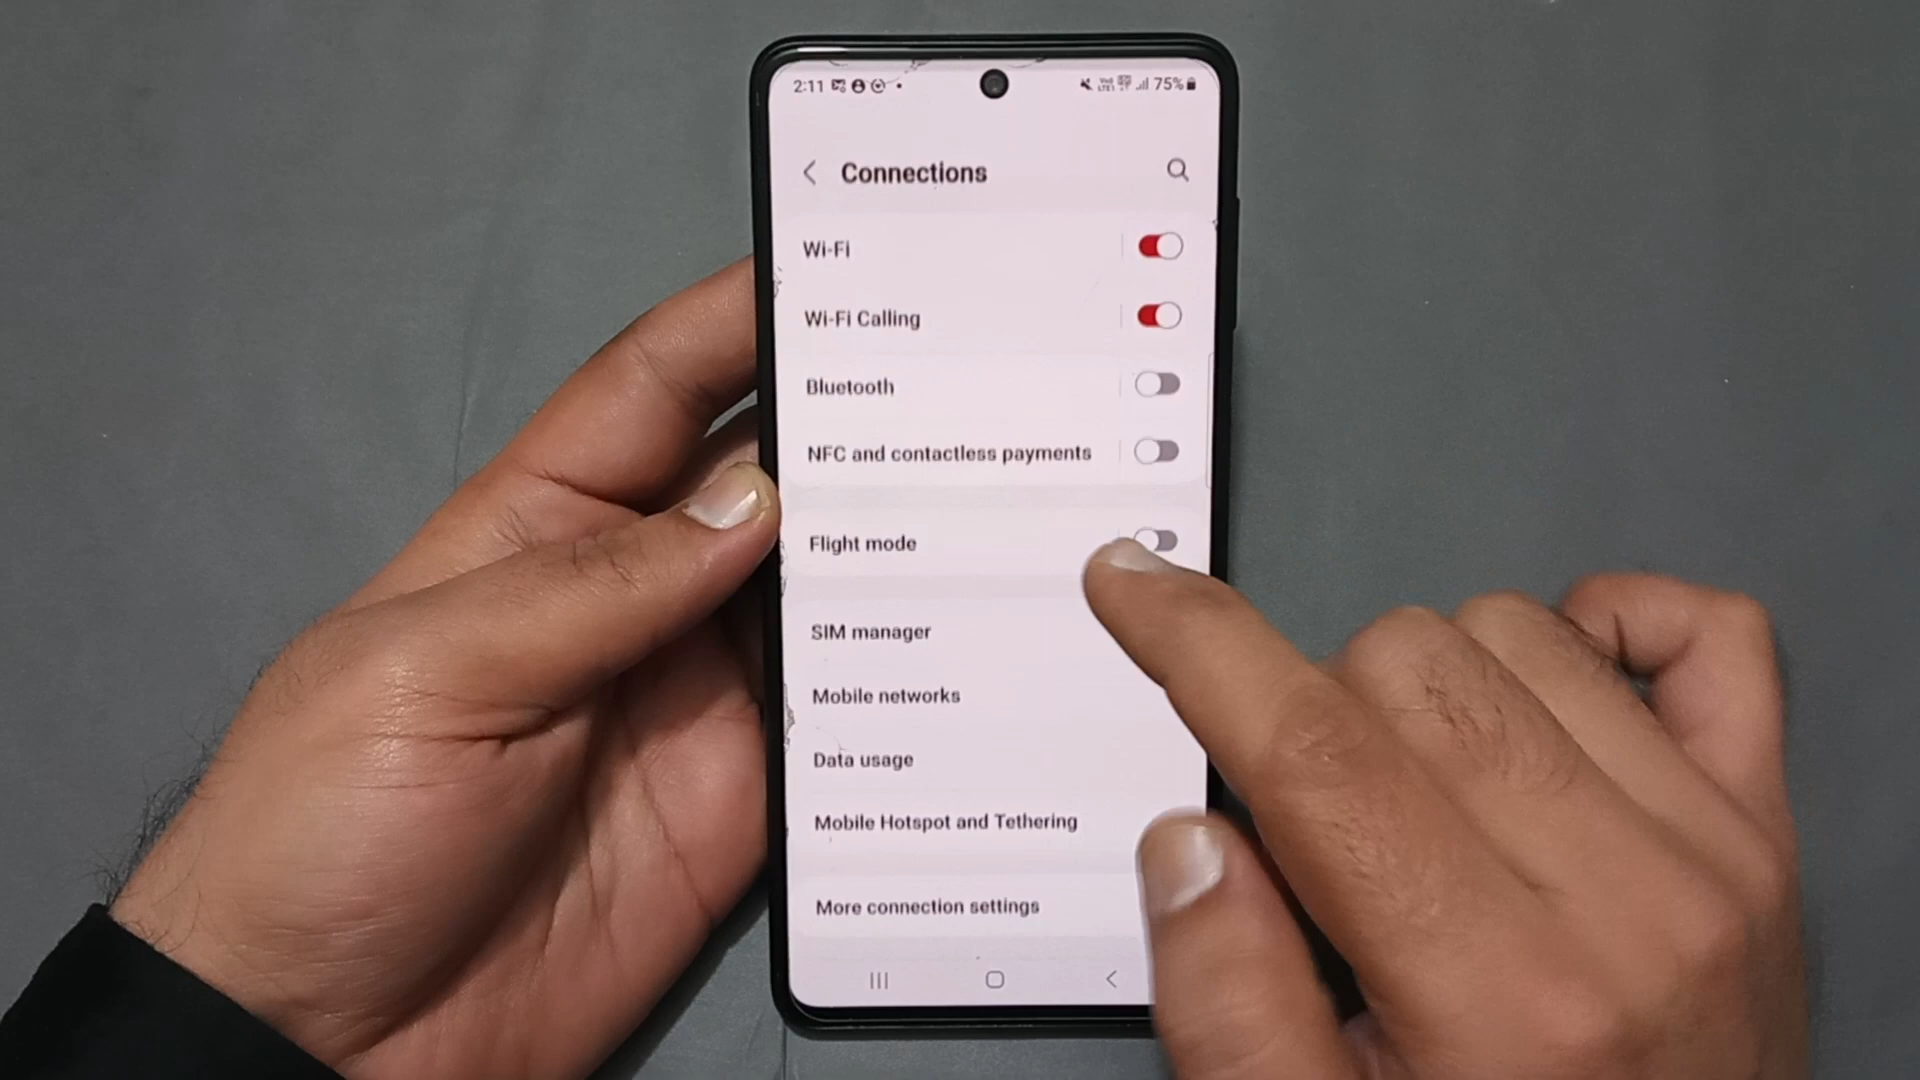 2:11
75%
Connections
Wi-Fi
Wi-Fi Calling
Bluetooth
NFC and contactless payments
Flight mode
SIM manager
Mobile networks
Data usage
Mobile Hotspot and Tethering
More connection settings